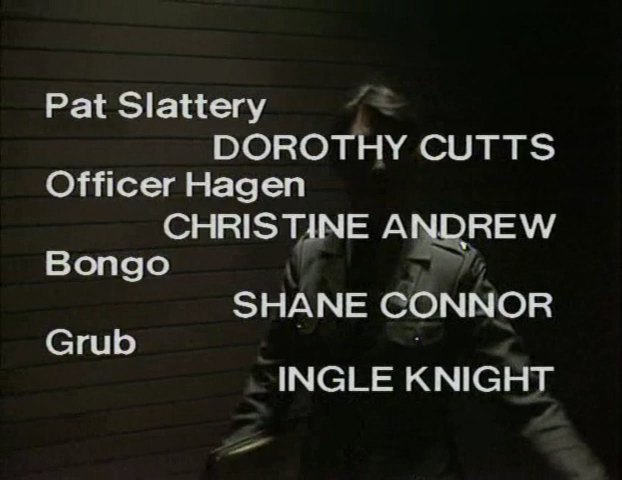 Pat Slattery
DOROTHY CUTTS
Officer Hagen
CHRISTINE ANDREW
Bongo
SHANE CONNOR
Grub
INGLE KNIGHT